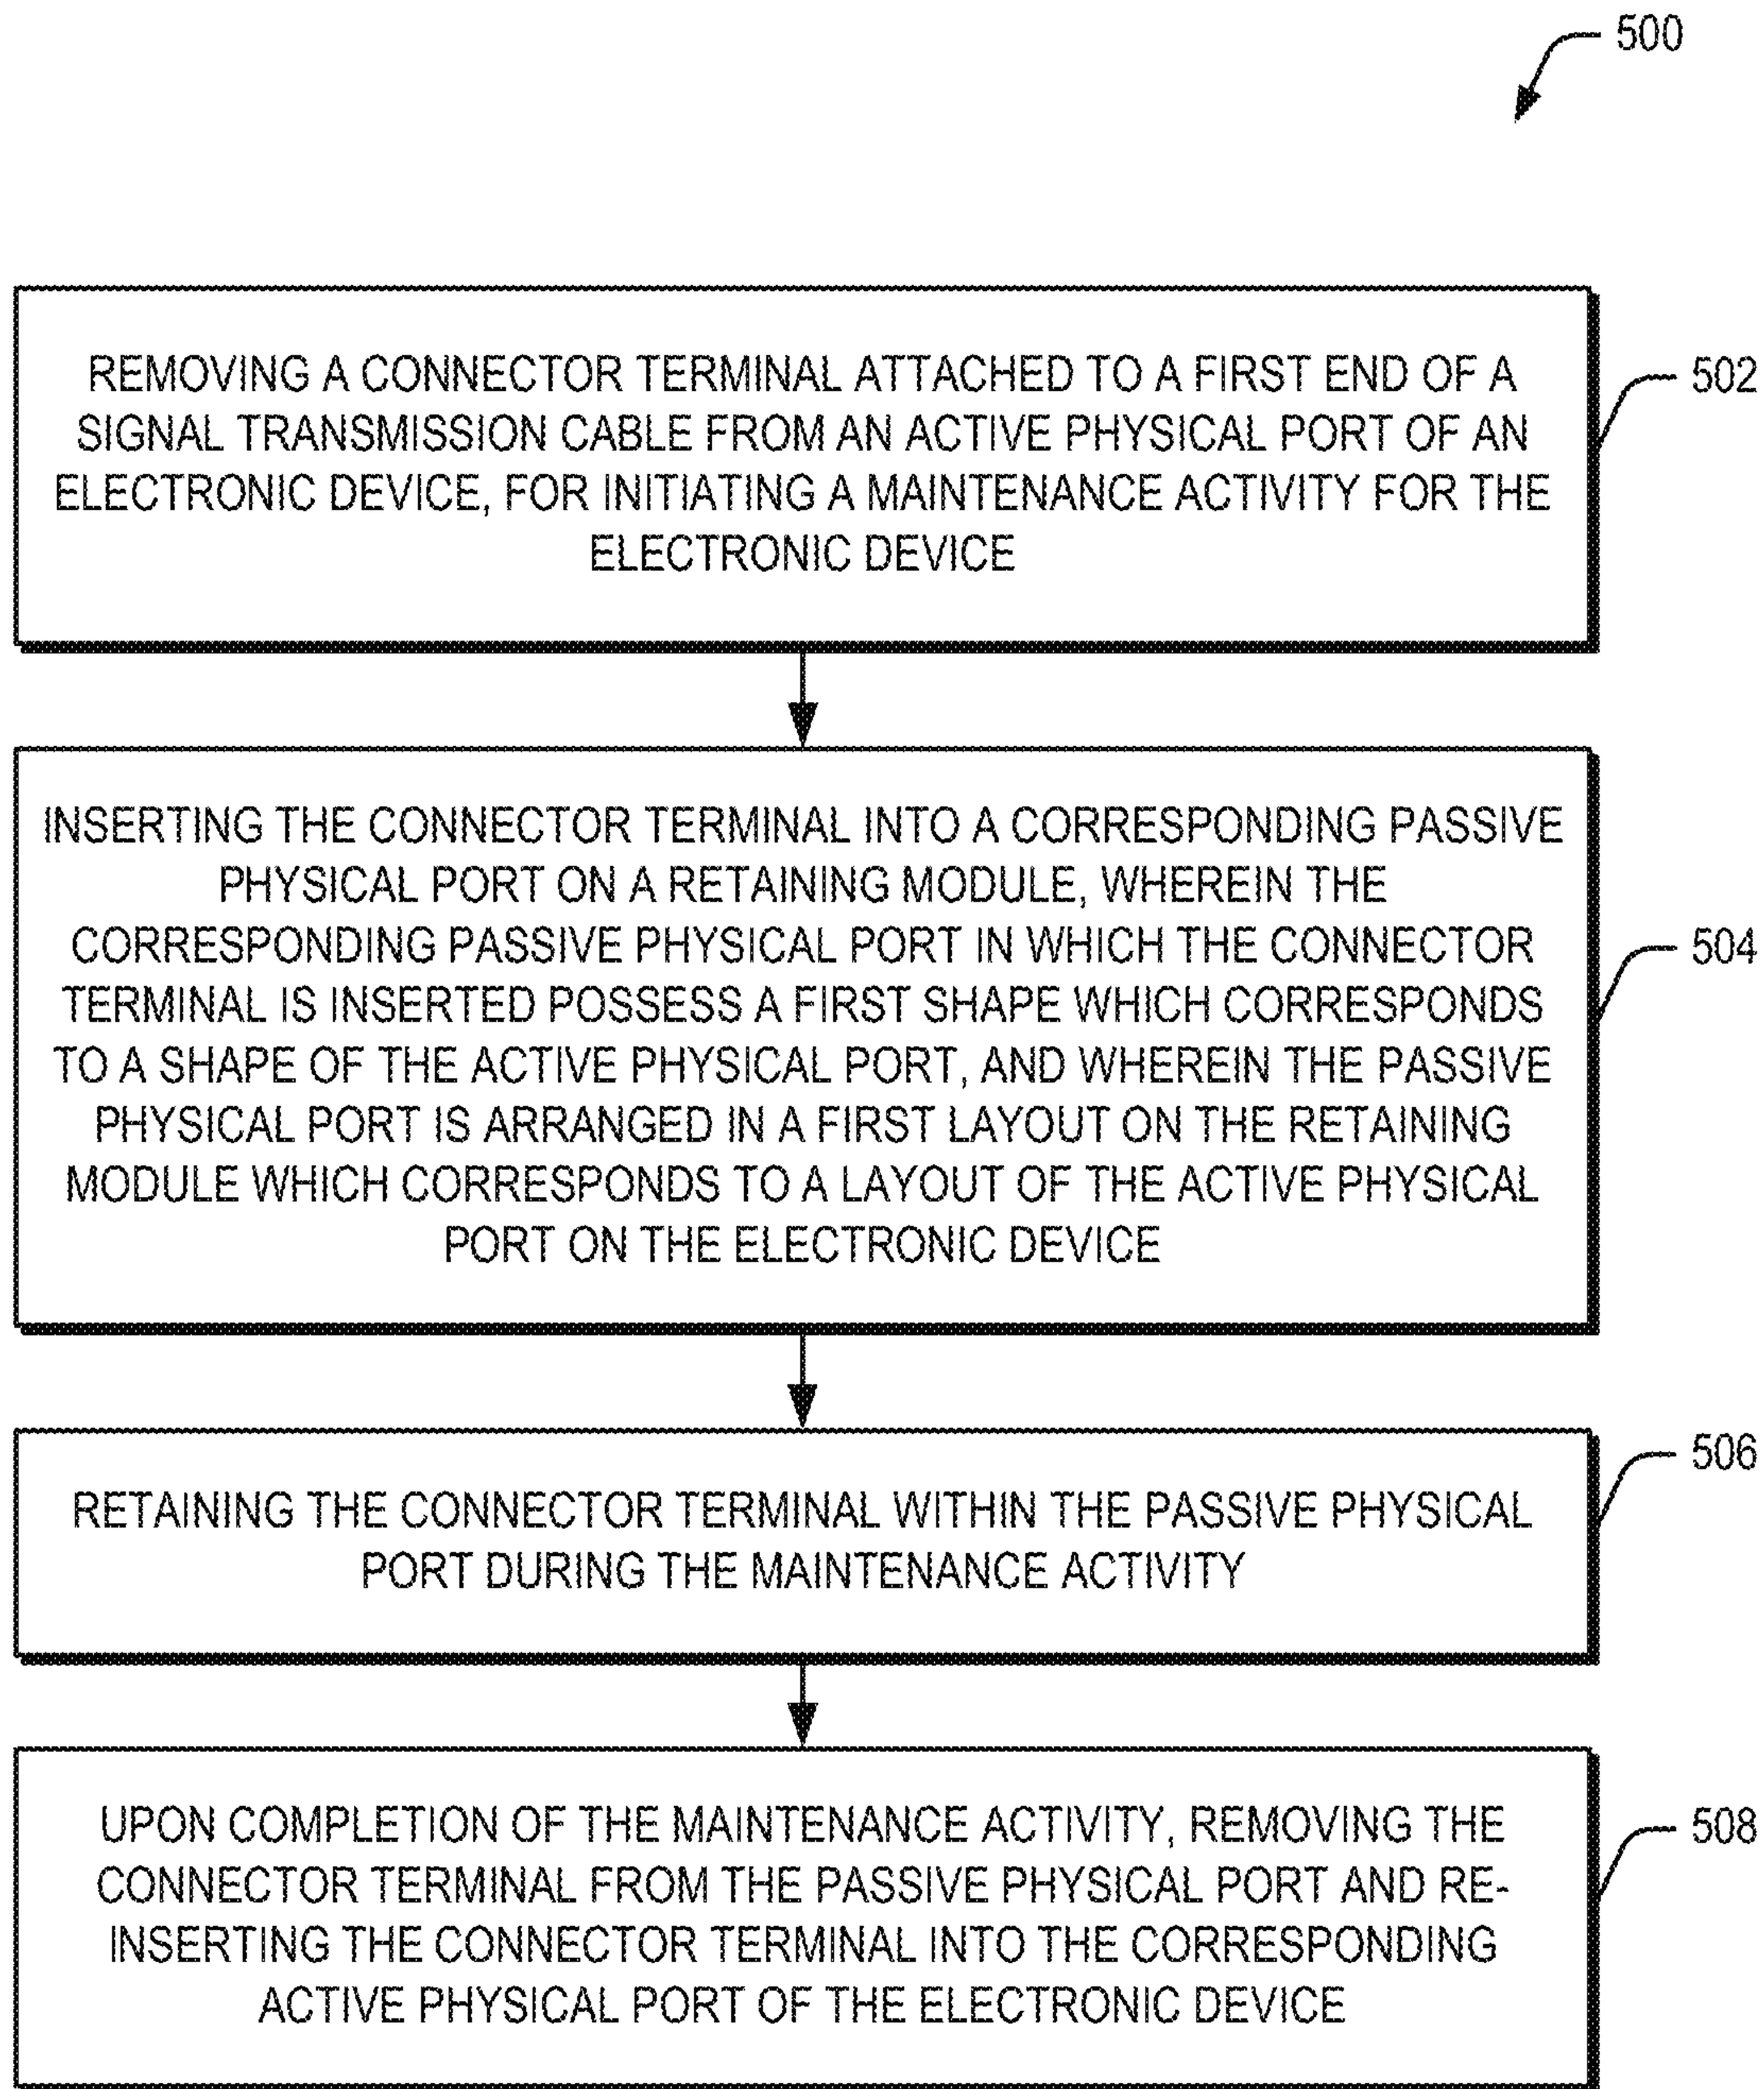 500
REMOVING A CONNECTOR TERMINAL ATTACHED TO A FIRST END OF A
SIGNAL TRANSMISSION CABLE FROM AN ACTIVE PHYSICAL PORT OF AN
ELECTRONIC DEVICE, FOR INITIATING A MAINTENANCE ACTIVITY FOR THE
ELECTRONIC DEVICE
502
INSERTING THE CONNECTOR TERMINAL INTO A CORRESPONDING PASSIVE
PHYSICAL PORT ON A RETAINING MODULE, WHEREIN THE
CORRESPONDING PASSIVE PHYSICAL PORT IN WHICH THE CONNECTOR
TERMINAL IS INSERTED POSSESS A FIRST SHAPE WHICH CORRESPONDS
TO A SHAPE OF THE ACTIVE PHYSICAL PORT, AND WHEREIN THE PASSIVE
PHYSICAL PORT IS ARRANGED IN A FIRST LAYOUT ON THE RETAINING
MODULE WHICH CORRESPONDS TO A LAYOUT OF THE ACTIVE PHYSICAL
PORT ON THE ELECTRONIC DEVICE
504
RETAINING THE CONNECTOR TERMINAL WITHIN THE PASSIVE PHYSICAL
PORT DURING THE MAINTENANCE ACTIVITY
506
UPON COMPLETION OF THE MAINTENANCE ACTIVITY, REMOVING THE
CONNECTOR TERMINAL FROM THE PASSIVE PHYSICAL PORT AND RE-
INSERTING THE CONNECTOR TERMINAL INTO THE CORRESPONDING
ACTIVE PHYSICAL PORT OF THE ELECTRONIC DEVICE
508